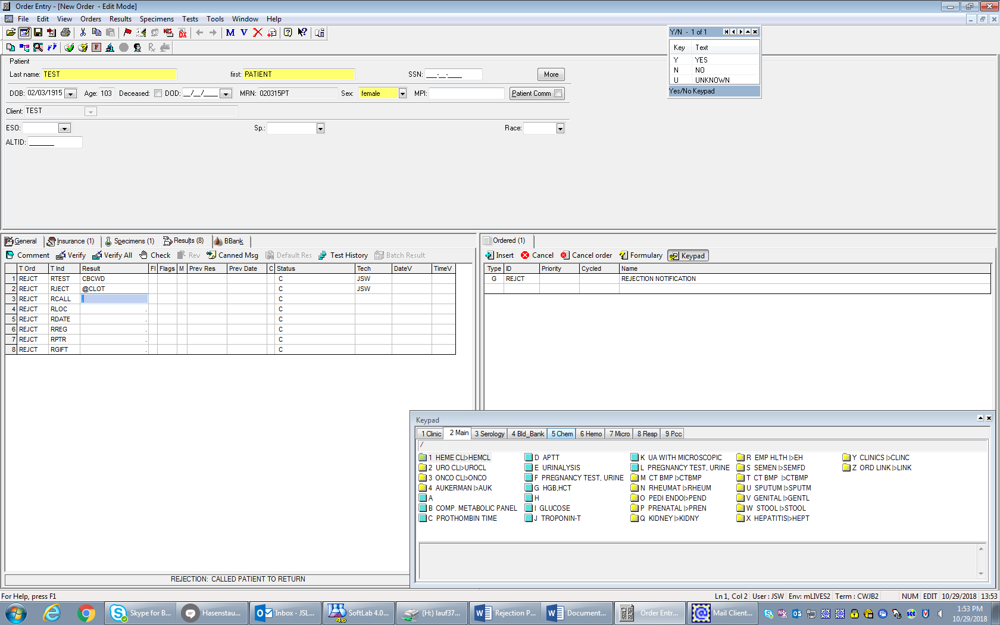 Order Entry - [New Order  - Edit Mode]
File Edit View Orders Results Specimens Tests Tools Window Help
M V
Y/N - 1 of 1
Key Text
Y YES
N NO
U UNKNOWN
Yes/No Keypad
Patient
Last name: TEST first: PATIENT SSN: ___-__-____ More
DOB: 02/03/1915 Age: 103 Deceased: DOD: __/__/____ MRN: 020315PT Sex: female MPI: Patient Comm
Client: TEST
ESO: Sp.: Race:
ALTID: _______
General Insurance (1) Specimens (1) Results (8) BBank
Comment Verify Verify All Check Rev Canned Msg Default Res Test History Batch Result
T Ord T Ind Result Fl Flags M Prev Res Prev Date C Status Tech DateV TimeV
1 REJCT RTEST CBCWD C JSW
2 REJCT RJECT @CLOT C JSW
3 REJCT RCALL C
4 REJCT RLOC . C
5 REJCT RDATE . C
6 REJCT RREG . C
7 REJCT RPTR . C
8 REJCT RGIFT . C
REJECTION: CALLED PATIENT TO RETURN
Ordered (1)
Insert Cancel Cancel order Formulary Keypad
Type ID Priority Cycled Name
G REJCT REJECTION NOTIFICATION
Keypad
1 Clinic 2 Main 3 Serology 4 Bld_Bank 5 Chem 6 Hemo 7 Micro 8 Resp 9 Pcc
/
1 HEME CL|>HEMCL D APTT K UA WITH MICROSCOPIC R EMP HLTH |>EH Y CLINICS |>CLINC
2 URO CL|>UROCL E URINALYSIS L PREGNANCY TEST, URINE S SEMEN |>SEMFD Z ORD LINK |>LINK
3 ONCO CL|>ONCO F PREGNANCY TEST, URINE M CT BMP |>CTBMP T CT BMP |>CTBMP
4 AUKERMAN |>AUK G HGB,HCT N RHEUMAT |>RHEUM U SPUTUM |>SPUTM
A H O PEDI ENDO|>PEND V GENITAL |>GENTL
B COMP. METABOLIC PANEL I GLUCOSE P PRENATAL |>PREN W STOOL |>STOOL
C PROTHOMBIN TIME J TROPONIN-T Q KIDNEY |>KIDNY X HEPATITIS|>HEPT
For Help, press F1 Ln 1, Col 2 User : JSW Env: mLIVES2 Term : CWJB2 NUM EDIT 10/29/2018 13:53
Skype for B... Hasenstau... Inbox - JSL... SoftLab 4.0... (H:) lauf37... Rejection P... Document... Order Entr... Mail Client...
1:53 PM
10/29/2018